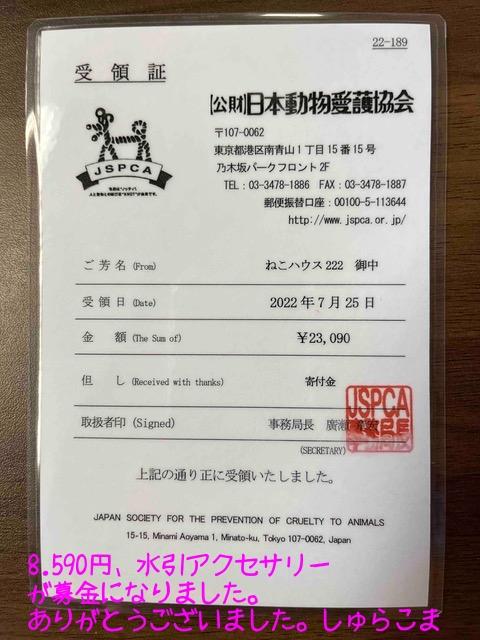 22-189
受領証
[公財]日本動物愛護協会
JSPCA
〒107-0062
東京都港区南青山1丁目15番15号
乃木坂パークフロント2F
TEL:03-3478-1886 FAX:03-3478-1887
郵便振替口座:00100-5-113644
http://www.jspca.or.jp/
ご芳名 (From) ねこハウス222 御中
受領日 (Date) 2022年7月25日
金額 (The Sum of) ¥23,090
但し (Received with thanks) 寄付金
取扱者印 (Signed) 事務局長 廣瀬
JSPCA
(SECRETARY)
上記の通り正に受領いたしました。
JAPAN SOCIETY FOR THE PREVENTION OF CRUELTY TO ANIMALS
15-15, Minami Aoyama 1, Minato-ku, Tokyo 107-0062, Japan
8.590円、水引アクセサリー
が募金になりました。
ありがとうございました。しゅらこま